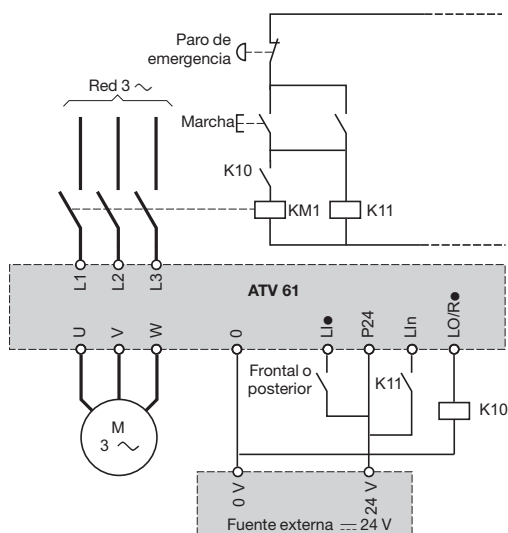 Paro de
emergencia
Red 3 ~
Marcha
K10
KM1
K11
L1
L2
L3
ATV 61
U
V
W
0
LI●
P24
LIn
LO/R●
Frontal o
posterior
K11
K10
M
3 ~
0 V
24 V
Fuente externa ⎓ 24 V